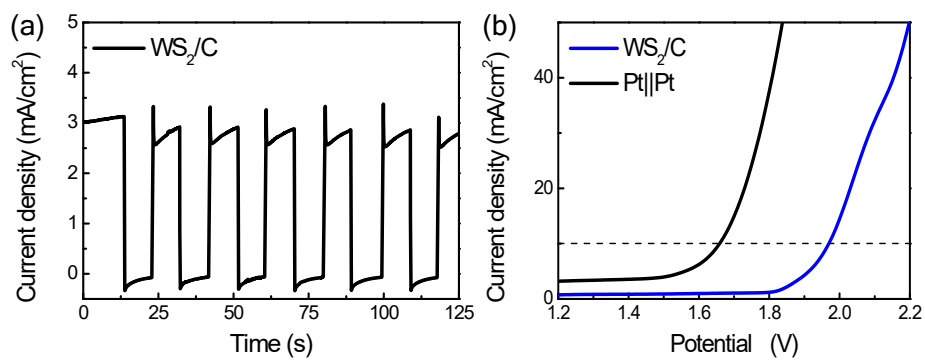 (a)
WS₂/C
Current density (mA/cm²)
5
4
3
2
1
0
0 25 50 75 100 125
Time (s)
(b)
WS₂/C
Pt||Pt
Current density (mA/cm²)
40
20
0
1.2 1.4 1.6 1.8 2.0 2.2
Potential (V)